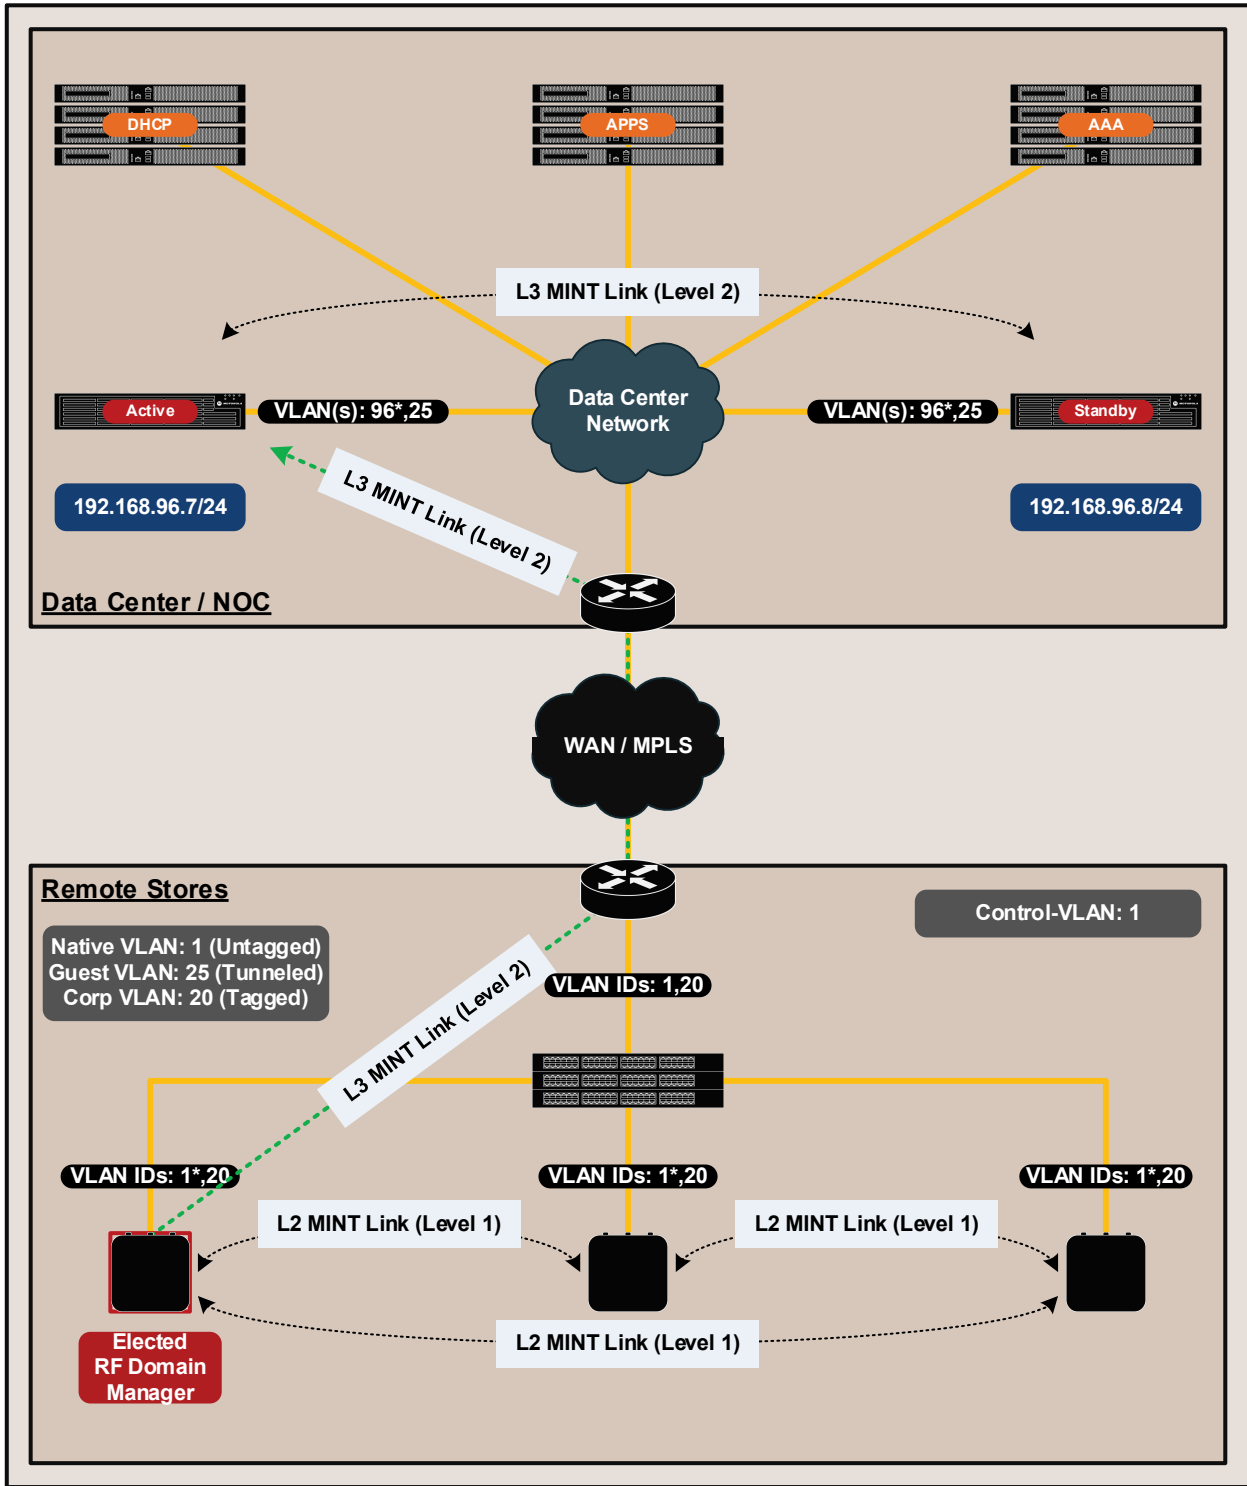 DHCP
APPS
AAA
L3 MINT Link (Level 2)
Active
VLAN(s): 96*,25
Data Center
Network
VLAN(s): 96*,25
Standby
192.168.96.7/24
L3 MINT Link (Level 2)
192.168.96.8/24
Data Center / NOC
WAN / MPLS
Remote Stores
Control-VLAN: 1
Native VLAN: 1 (Untagged)
Guest VLAN: 25 (Tunneled)
Corp VLAN: 20 (Tagged)
L3 MINT Link (Level 2)
VLAN IDs: 1,20
VLAN IDs: 1*,20
VLAN IDs: 1*,20
VLAN IDs: 1*,20
L2 MINT Link (Level 1)
L2 MINT Link (Level 1)
L2 MINT Link (Level 1)
Elected
RF Domain
Manager